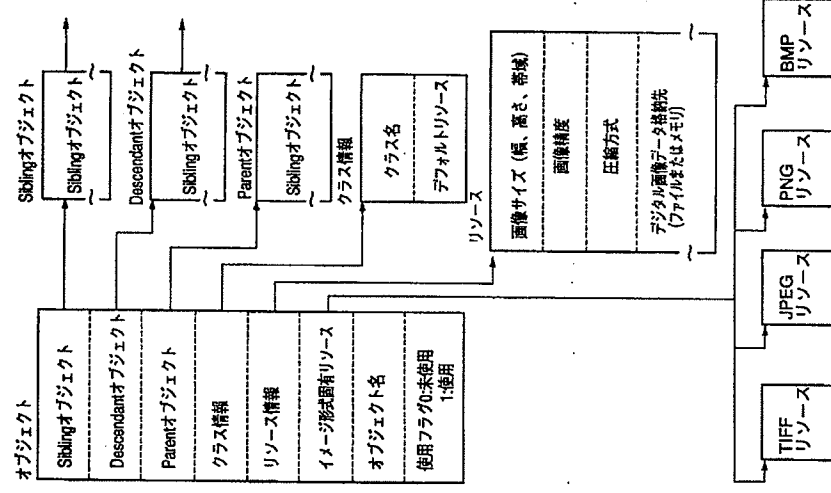 オブジェクト
Siblingオブジェクト
Descendantオブジェクト
Parentオブジェクト
クラス情報
リソース情報
イメージ形式固有リソース
オブジェクト名
使用フラグ0:未使用
1:使用
Siblingオブジェクト
Siblingオブジェクト
Descendantオブジェクト
Siblingオブジェクト
Parentオブジェクト
Siblingオブジェクト
クラス情報
クラス名
デフォルトリソース
リソース
画像サイズ (幅、高さ、帯域)
画像精度
圧縮方式
デジタル画像データ格納先
(ファイルまたはメモリ)
TIFF
リソース
JPEG
リソース
PNG
リソース
BMP
リソース